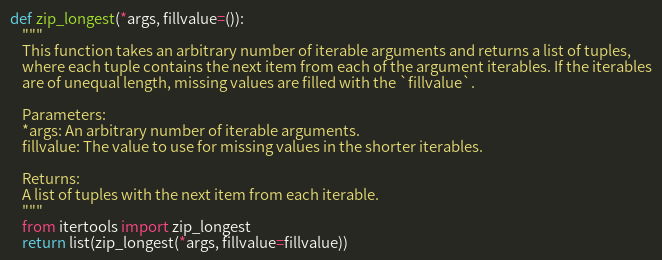 def zip_longest(*args, fillvalue=()):
"""
This function takes an arbitrary number of iterable arguments and returns a list of tuples,
where each tuple contains the next item from each of the argument iterables. If the iterables
are of unequal length, missing values are filled with the `fillvalue`.
Parameters:
*args: An arbitrary number of iterable arguments.
fillvalue: The value to use for missing values in the shorter iterables.
Returns:
A list of tuples with the next item from each iterable.
"""
from itertools import zip_longest
return list(zip_longest(*args, fillvalue=fillvalue))